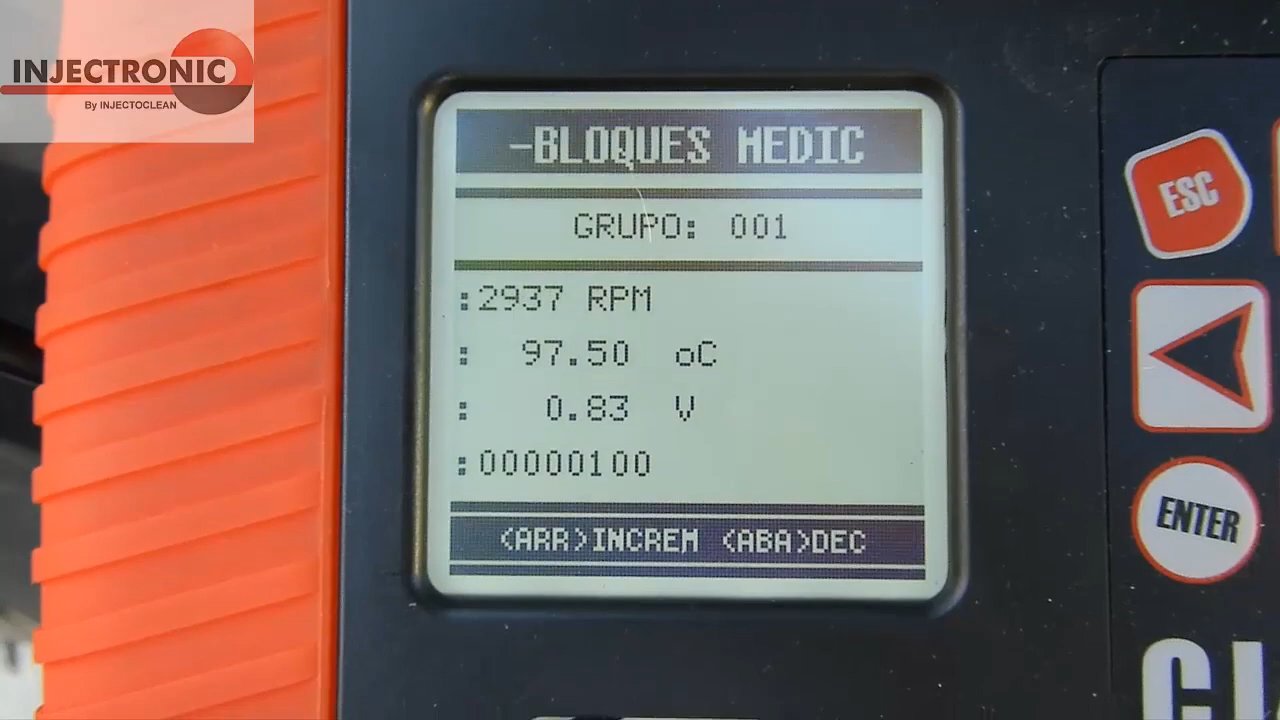 INJECTRONIC
By INJECTOCLEAN
-BLOQUES MEDIC
GRUPO: 001
:2937 RPM
: 97.50 oC
: 0.83 V
:00000100
<ARR>INCREM <ABA>DEC
ESC
ENTER